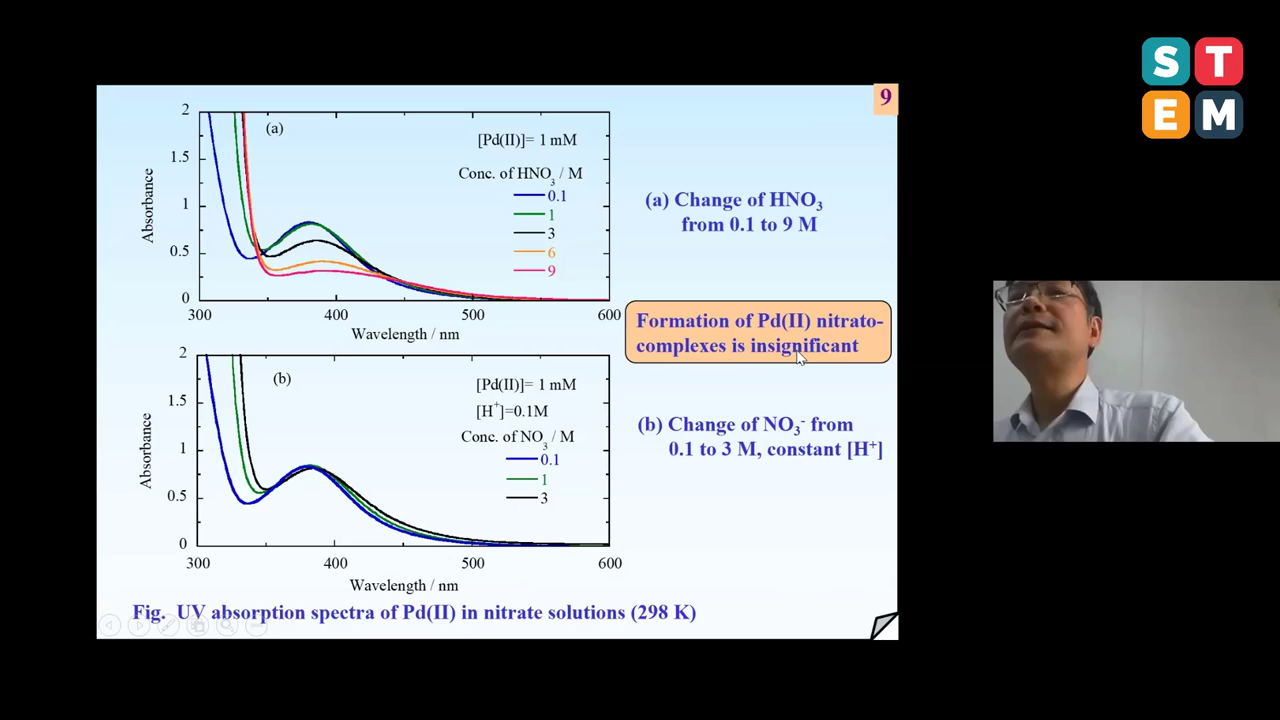 S T
E M
9
2
(a)
[Pd(II)]= 1 mM
1.5
Conc. of HNO3 / M
0.1
1
1
3
0.5
6
9
0
300
400
500
600
Absorbance
Wavelength / nm
(a) Change of HNO3
from 0.1 to 9 M
Formation of Pd(II) nitrato-
complexes is insignificant
2
(b)
[Pd(II)]= 1 mM
[H+]=0.1M
1.5
Conc. of NO3 / M
0.1
1
1
3
0.5
0
300
400
500
600
Absorbance
Wavelength / nm
(b) Change of NO3- from
0.1 to 3 M, constant [H+]
Fig. UV absorption spectra of Pd(II) in nitrate solutions (298 K)